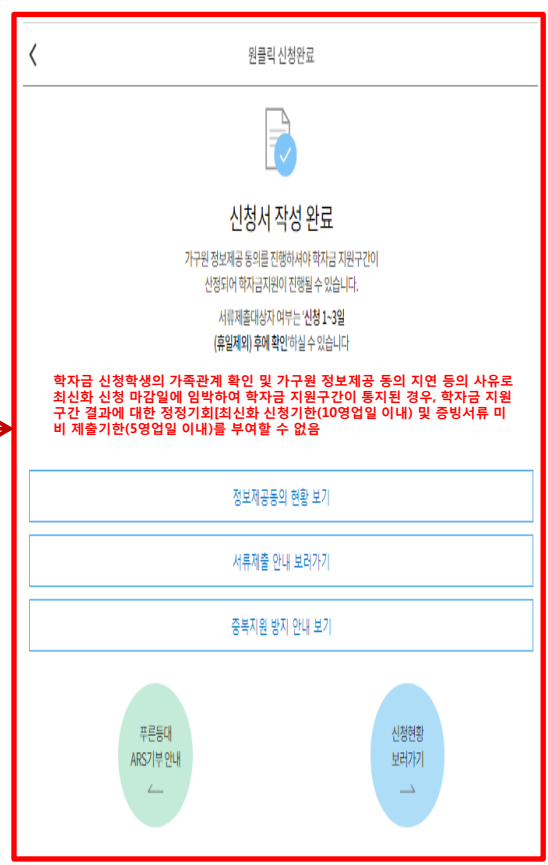 원클릭 신청완료
신청서 작성 완료
가구원 정보제공 동의를 진행하셔야 학자금 지원구간이
산정되어 학자금지원이 진행될 수 있습니다.
서류제출대상자 여부는 '신청 1~3일
(휴일제외) 후에 확인'하실 수 있습니다
학자금 신청학생의 가족관계 확인 및 가구원 정보제공 동의 지연 등의 사유로
최신화 신청 마감일에 임박하여 학자금 지원구간이 통지된 경우, 학자금 지원
구간 결과에 대한 정정기회[최신화 신청기한(10영업일 이내) 및 증빙서류 미
비 제출기한(5영업일 이내)를 부여할 수 없음
정보제공동의 현황 보기
서류제출 안내 보러가기
중복지원 방지 안내 보기
푸른등대
ARS기부 안내
신청현황
보러가기